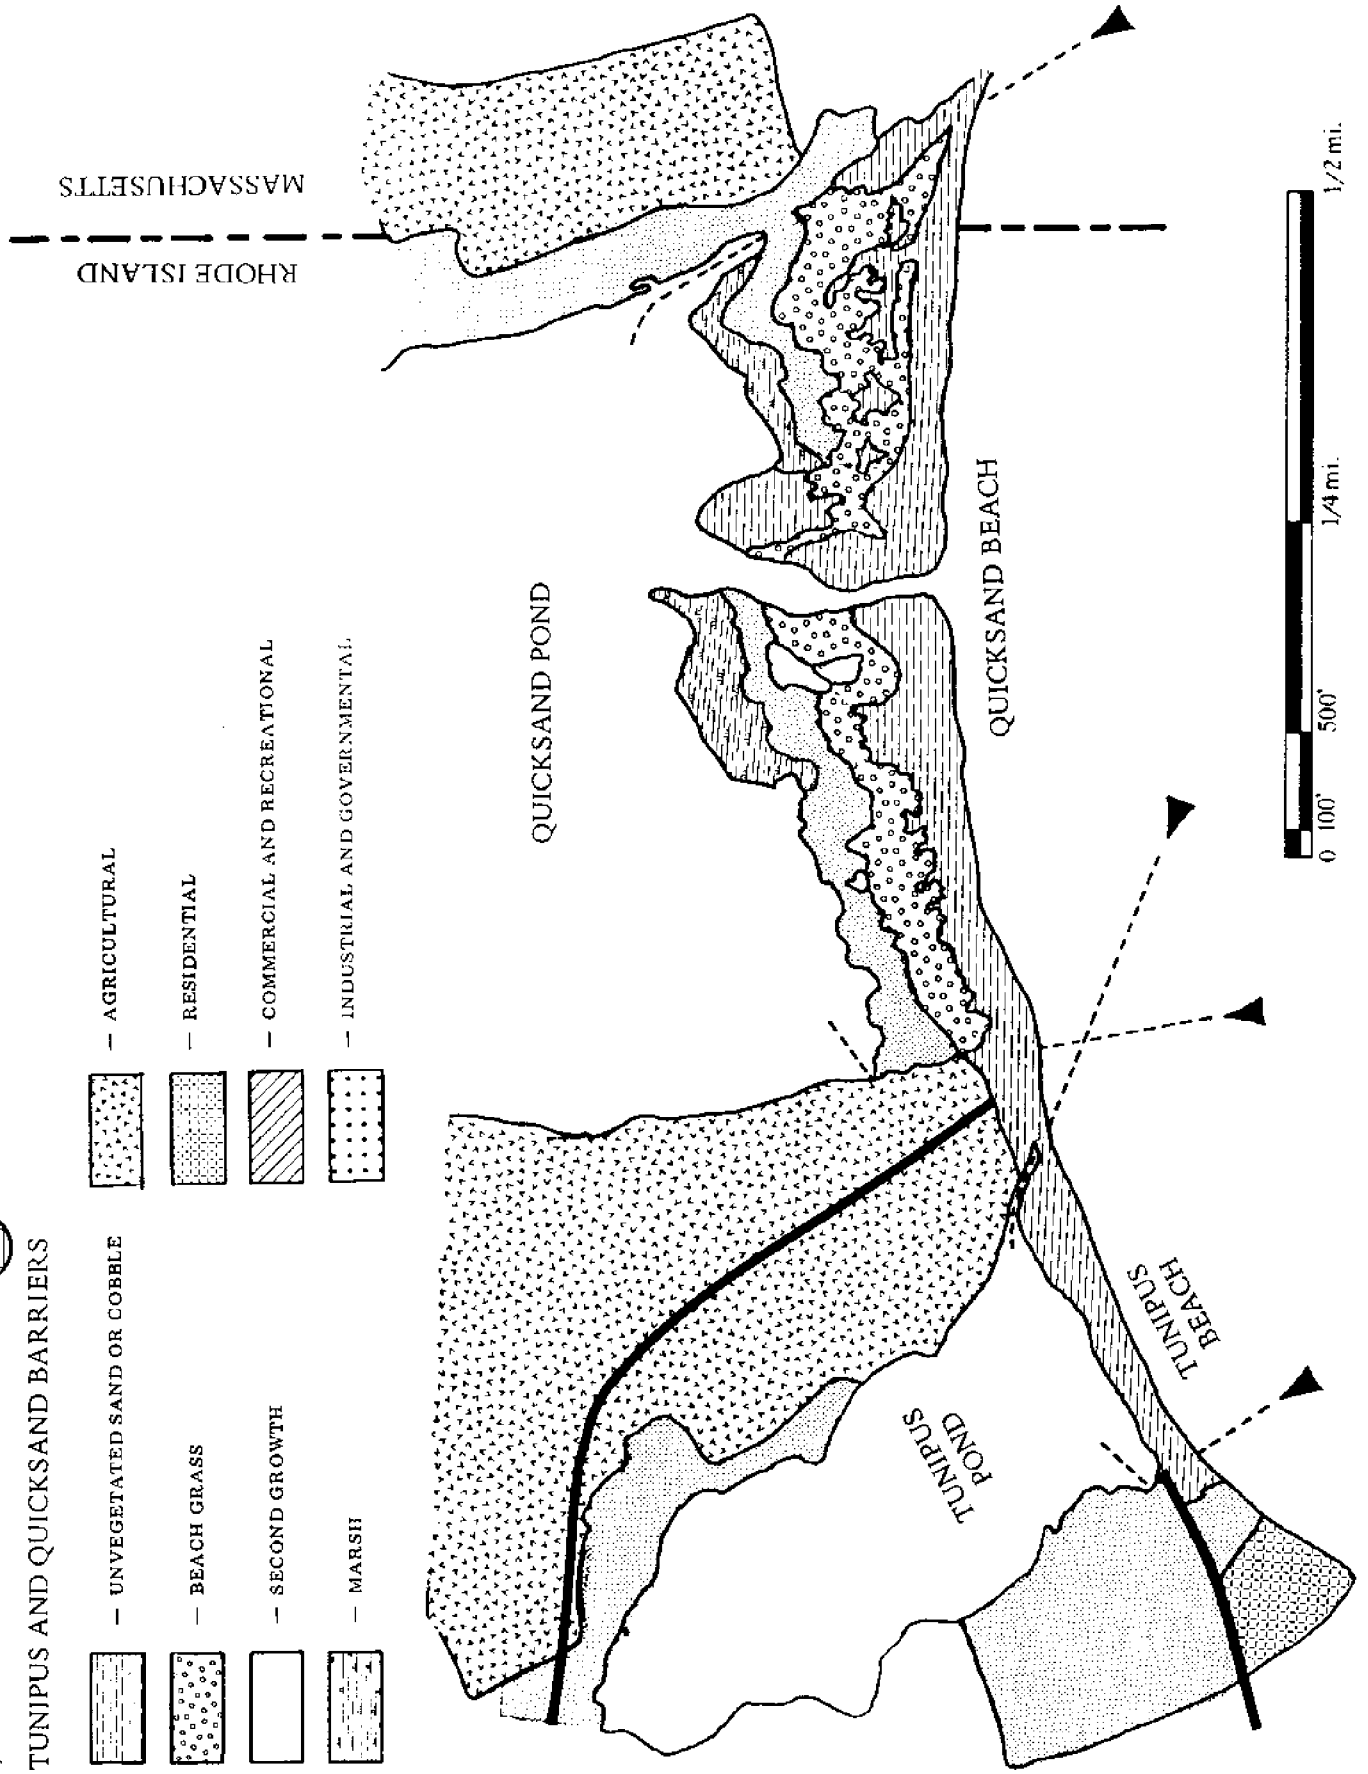 TUNIPUS AND QUICKSAND BARRIERS
— UNVEGETATED SAND OR COBBLE
— BEACH GRASS
— SECOND GROWTH
— MARSH
— AGRICULTURAL
— RESIDENTIAL
— COMMERCIAL AND RECREATIONAL
— INDUSTRIAL AND GOVERNMENTAL
RHODE ISLAND
MASSACHUSETTS
QUICKSAND POND
QUICKSAND BEACH
TUNIPUS
POND
TUNIPUS
BEACH
0 100' 500' 1/4 mi. 1/2 mi.